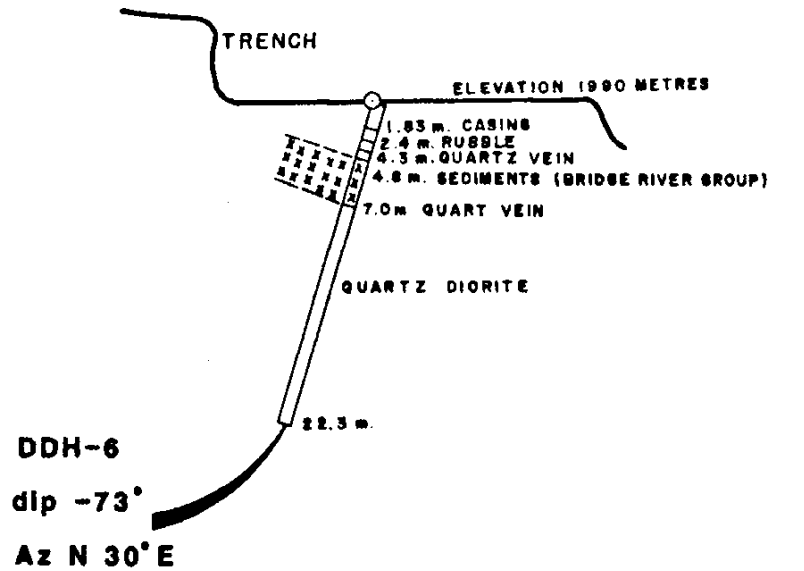 TRENCH
ELEVATION 1990 METRES
1.83 m. CASING
2.4 m. RUBBLE
4.3 m. QUARTZ VEIN
4.6 m. SEDIMENTS (BRIDGE RIVER GROUP)
7.0m QUART VEIN
QUARTZ DIORITE
22.3 m.
DDH-6
dip -73°
Az N 30°E